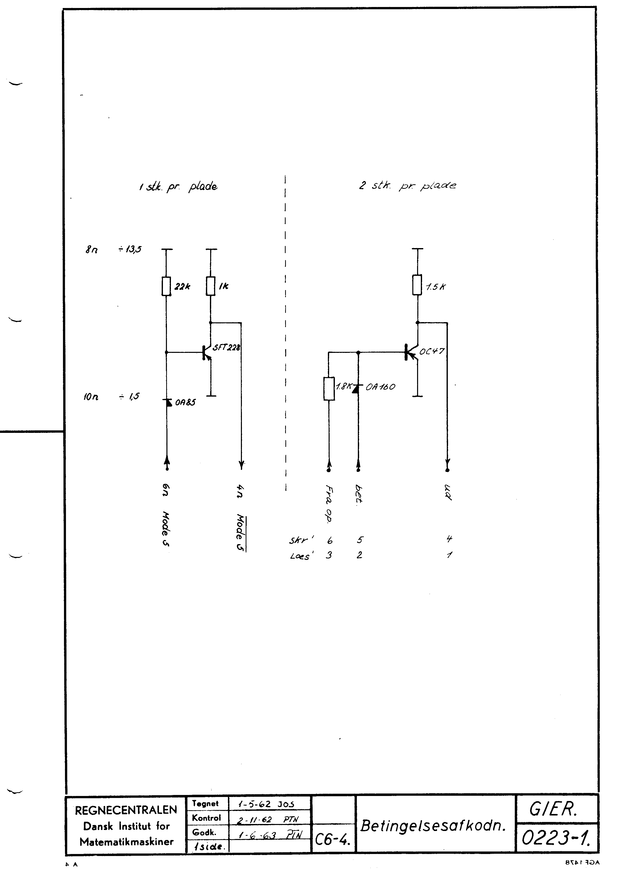 1 stk. pr. plade
2 stk. pr. plade
8n ÷ 13,5
22k
1k
1.5K
SFT228
OC47
10n ÷ 1,5
OA85
1.8K
OA160
6n Mode S
4n Mode S
Fra op.
bet.
ud
Skr' 6 5 4
Laes' 3 2 1
REGNECENTRALEN
Dansk Institut for
Matematikmaskiner
Tegnet 1-5-62 JOS
Kontrol 2-11-62 PTN
Godk. 1-6-63 PTN
1 side.
C6-4.
Betingelsesafkodn.
GIER.
0223-1.
A 4
AGF 1478